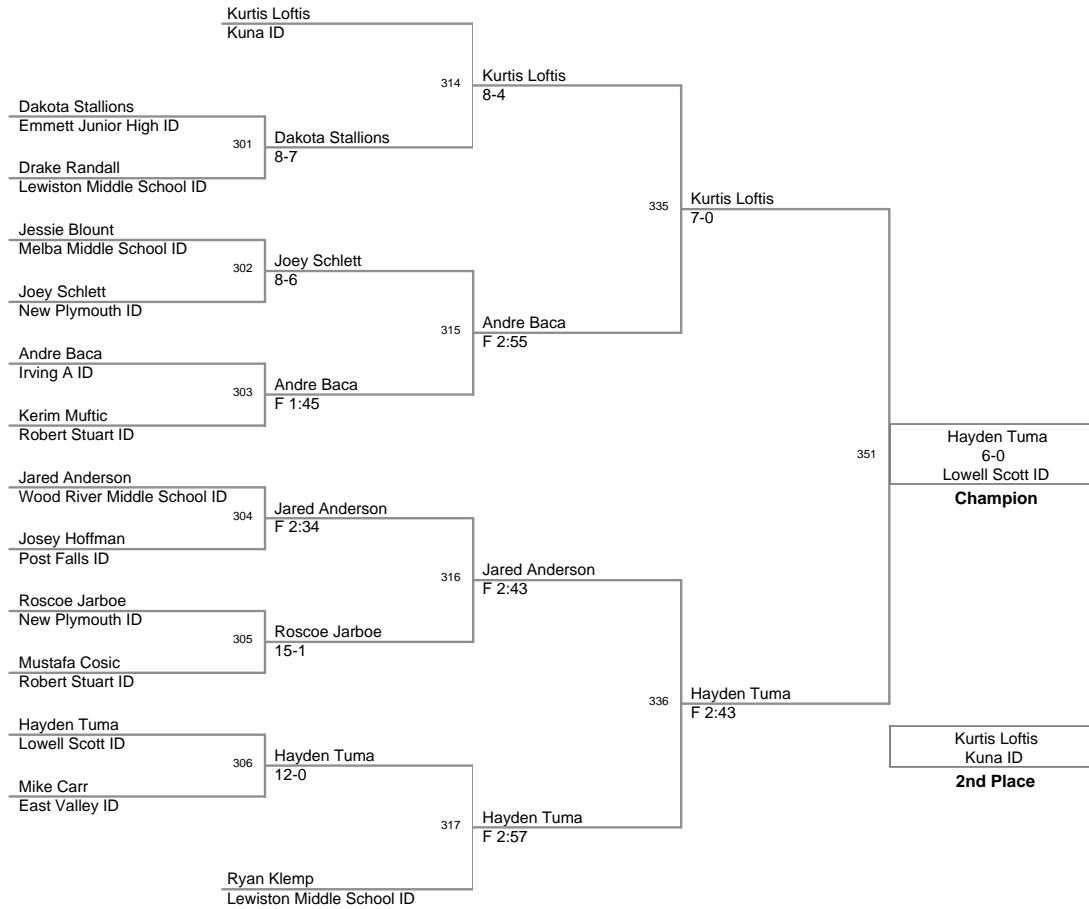 Kurtis Loftis
Kuna ID
314
Kurtis Loftis
8-4
Dakota Stallions
Emmett Junior High ID
301
Dakota Stallions
8-7
Drake Randall
Lewiston Middle School ID
335
Kurtis Loftis
7-0
Jessie Blount
Melba Middle School ID
302
Joey Schlett
8-6
Joey Schlett
New Plymouth ID
315
Andre Baca
F 2:55
Andre Baca
Irving A ID
303
Andre Baca
F 1:45
Kerim Muftic
Robert Stuart ID
351
Hayden Tuma
6-0
Lowell Scott ID
Champion
Jared Anderson
Wood River Middle School ID
304
Jared Anderson
F 2:34
Josey Hoffman
Post Falls ID
316
Jared Anderson
F 2:43
Roscoe Jarboe
New Plymouth ID
305
Roscoe Jarboe
15-1
Mustafa Cosic
Robert Stuart ID
336
Hayden Tuma
F 2:43
Hayden Tuma
Lowell Scott ID
306
Hayden Tuma
12-0
Mike Carr
East Valley ID
Kurtis Loftis
Kuna ID
2nd Place
317
Hayden Tuma
F 2:57
Ryan Klemp
Lewiston Middle School ID